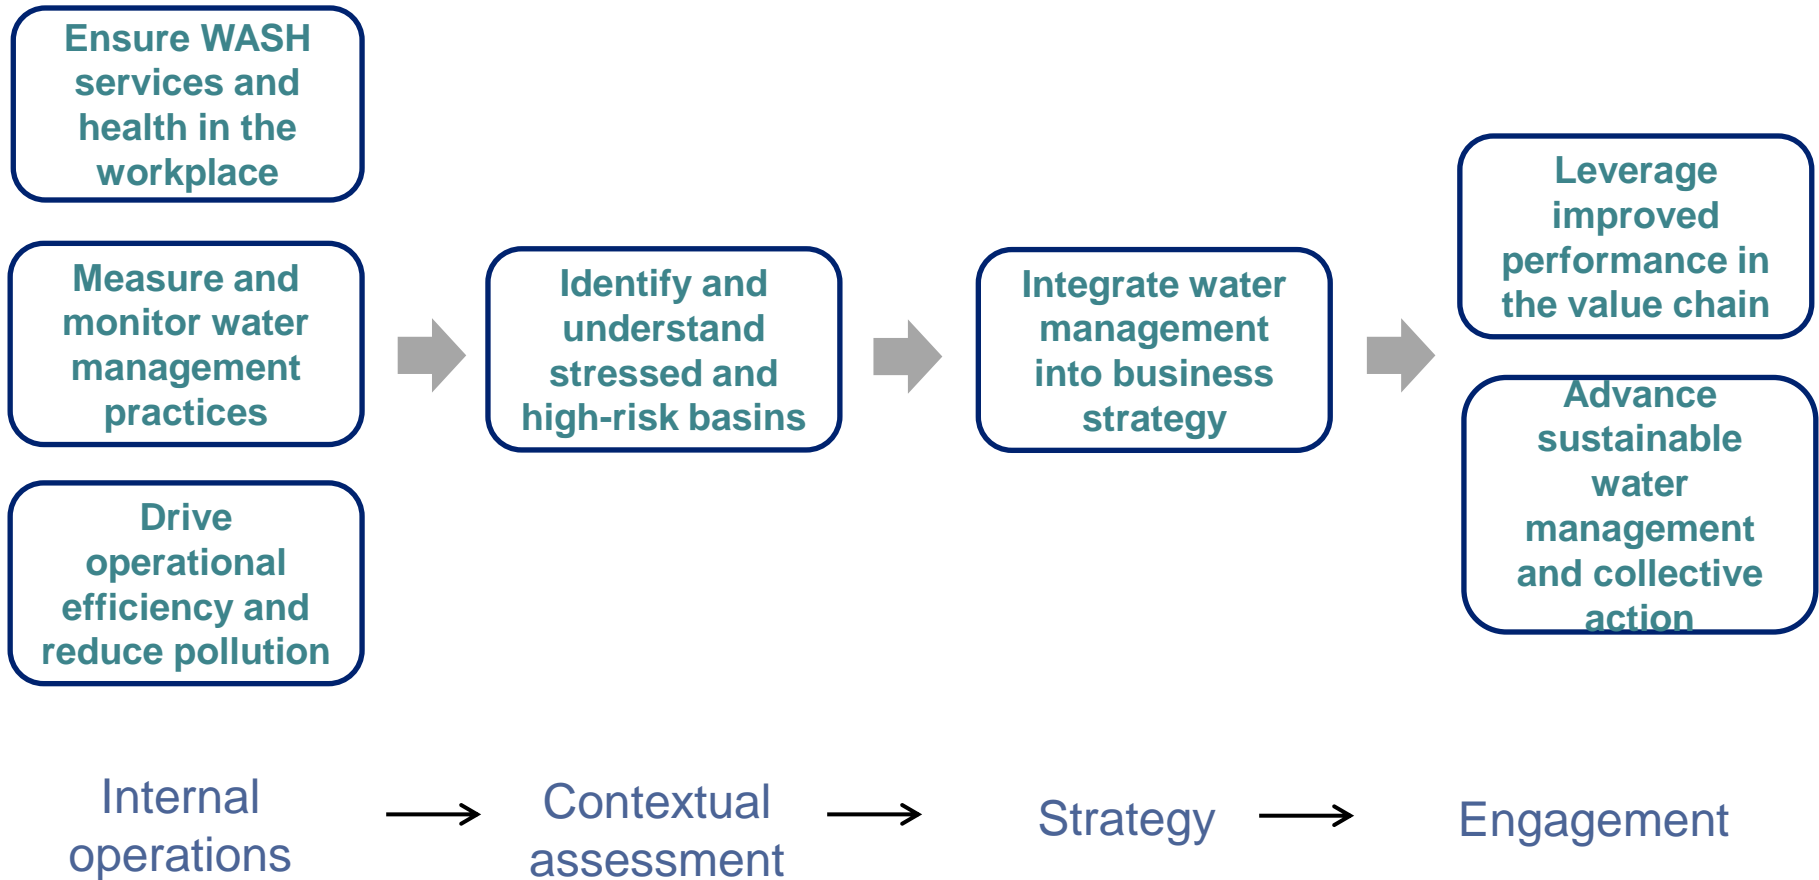 Ensure WASH
services and
health in the
workplace
Measure and
monitor water
management
practices
Drive
operational
efficiency and
reduce pollution
Identify and
understand
stressed and
high-risk basins
Integrate water
management
into business
strategy
Leverage
improved
performance in
the value chain
Advance
sustainable
water
management
and collective
action
Internal
operations
Contextual
assessment
Strategy
Engagement